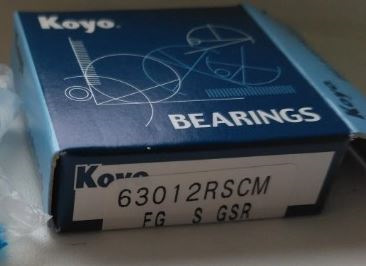 Koyo
BEARINGS
Koyo
Koyo
63012RSCM
FG S GSR